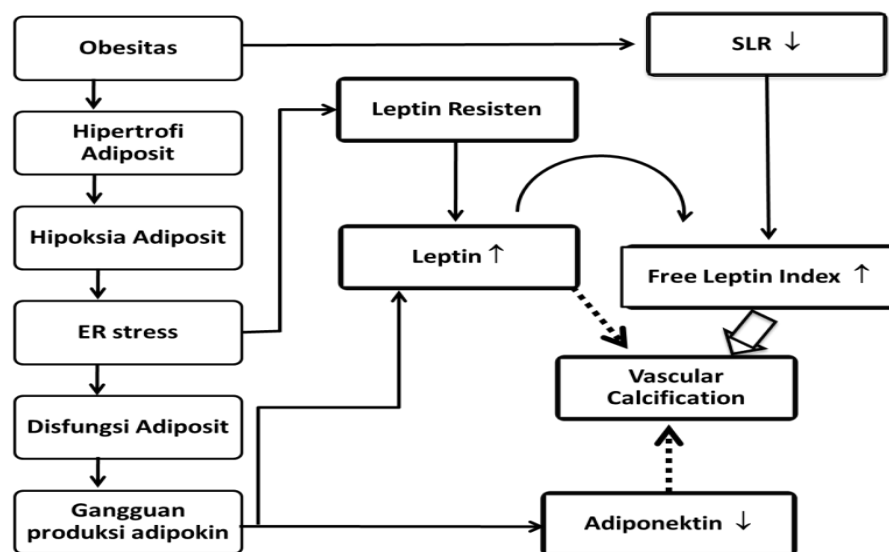 Obesitas
SLR ↓
Leptin Resisten
Hipertrofi
Adiposit
Hipoksia Adiposit
Leptin ↑
Free Leptin Index ↑
ER stress
Vascular
Calcification
Disfungsi Adiposit
Gangguan
produksi adipokin
Adiponektin ↓